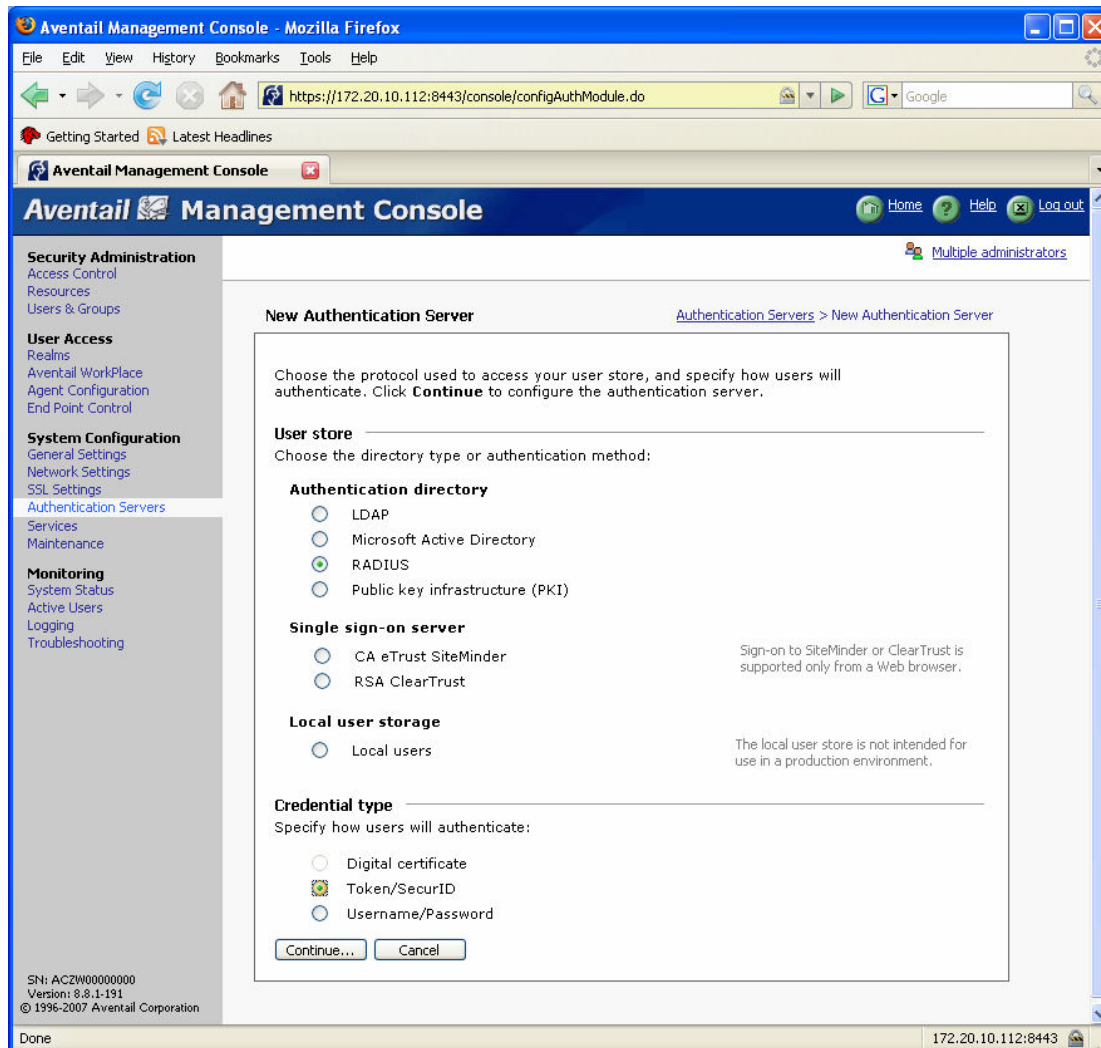 Aventail Management Console - Mozilla Firefox
File Edit View History Bookmarks Tools Help
https://172.20.10.112:8443/console/configAuthModule.do
G Google
Getting Started Latest Headlines
Aventail Management Console
Aventail Management Console
Home ? Help Log out
Multiple administrators
Security Administration
Access Control
Resources
Users & Groups
User Access
Realms
Aventail WorkPlace
Agent Configuration
End Point Control
System Configuration
General Settings
Network Settings
SSL Settings
Authentication Servers
Services
Maintenance
Monitoring
System Status
Active Users
Logging
Troubleshooting
SN: ACZW00000000
Version: 8.8.1-191
© 1996-2007 Aventail Corporation
New Authentication Server
Authentication Servers > New Authentication Server
Choose the protocol used to access your user store, and specify how users will
authenticate. Click Continue to configure the authentication server.
User store
Choose the directory type or authentication method:
Authentication directory
LDAP
Microsoft Active Directory
RADIUS
Public key infrastructure (PKI)
Single sign-on server
CA eTrust SiteMinder
RSA ClearTrust
Sign-on to SiteMinder or ClearTrust is
supported only from a Web browser.
Local user storage
Local users
The local user store is not intended for
use in a production environment.
Credential type
Specify how users will authenticate:
Digital certificate
Token/SecurID
Username/Password
Continue... Cancel
Done
172.20.10.112:8443